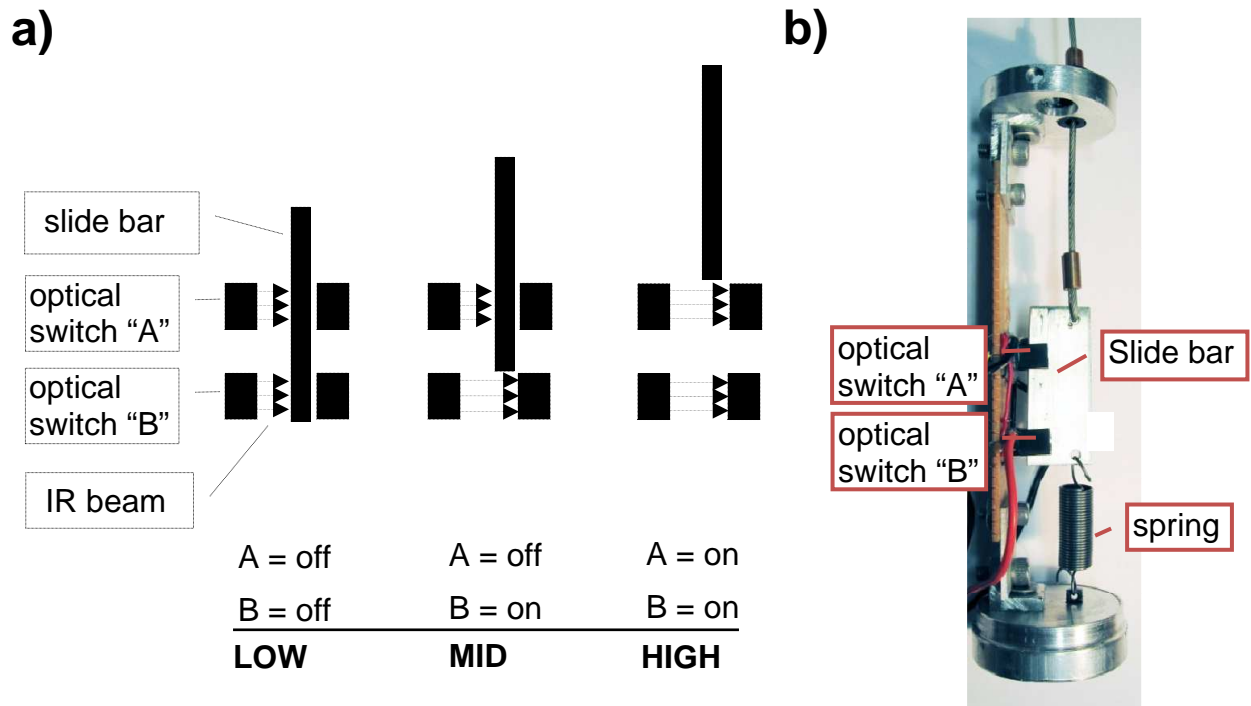 a)
slide bar
optical
switch “A”
optical
switch “B”
IR beam
A = off
B = off
LOW
A = off
B = on
MID
A = on
B = on
HIGH
b)
optical
switch “A”
Slide bar
optical
switch “B”
spring